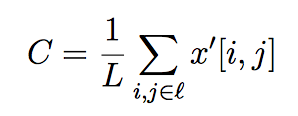 C = \frac{1}{L} \sum_{i,j \in \ell} x'[i, j]